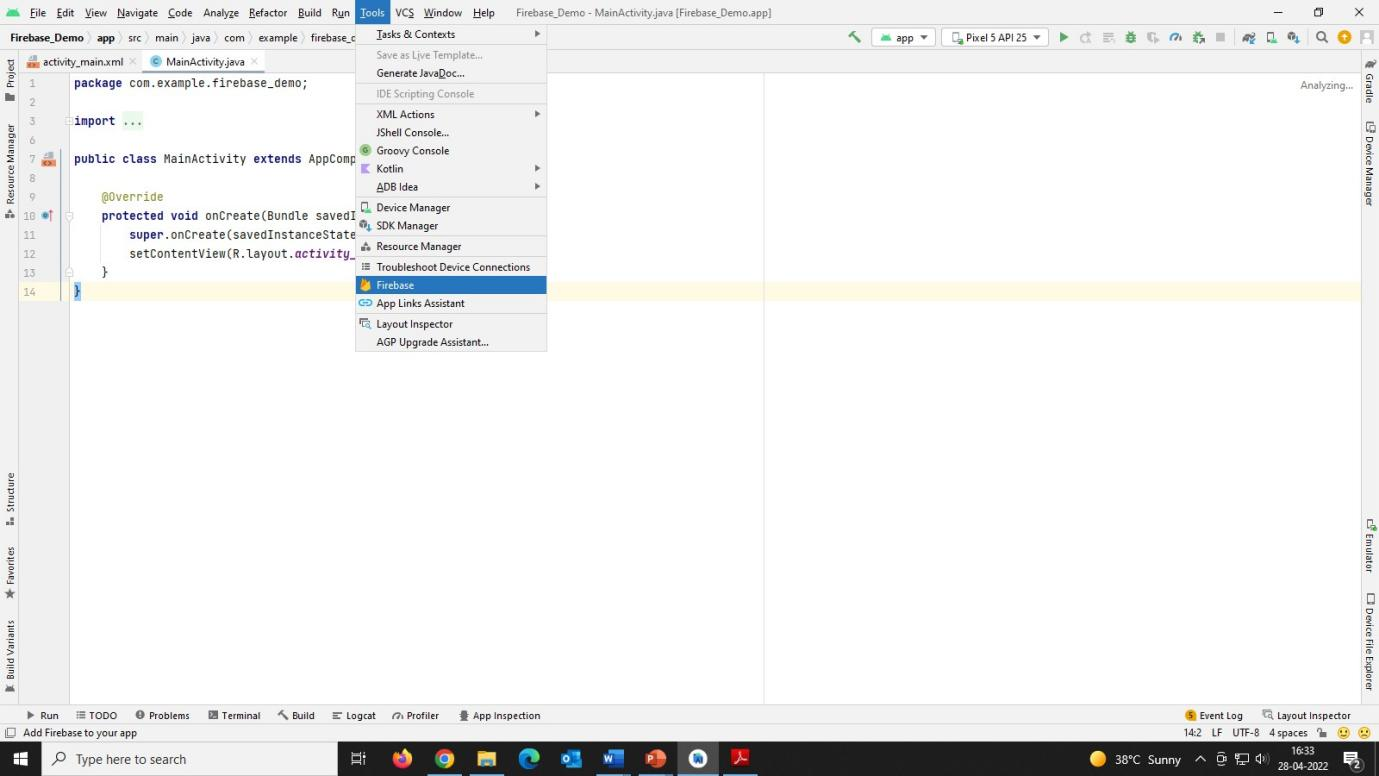 File Edit View Navigate Code Analyze Refactor Build Run Tools VCS Window Help Firebase_Demo - MainActivity.java [Firebase_Demo.app]
Firebase_Demo app src main java com example firebase_d app Pixel 5 API 25
activity_main.xml MainActivity.java
Tasks & Contexts
Save as Live Template...
Generate JavaDoc...
IDE Scripting Console
XML Actions
JShell Console...
Groovy Console
Kotlin
ADB Idea
Device Manager
SDK Manager
Resource Manager
Troubleshoot Device Connections
Firebase
App Links Assistant
Layout Inspector
AGP Upgrade Assistant...
Analyzing...
1 package com.example.firebase_demo;
2
3 import ...
6
7 public class MainActivity extends AppComp
8
9 @Override
10 protected void onCreate(Bundle savedI
11 super.onCreate(savedInstanceState
12 setContentView(R.layout.activity_
13 }
14 }
Project
Resource Manager
Structure
Favorites
Build Variants
Gradle
Device Manager
Emulator
Device File Explorer
Run TODO Problems Terminal Build Logcat Profiler App Inspection 5 Event Log Layout Inspector
Add Firebase to your app 14:2 LF UTF-8 4 spaces
Type here to search 38°C Sunny 16:33
28-04-2022 2